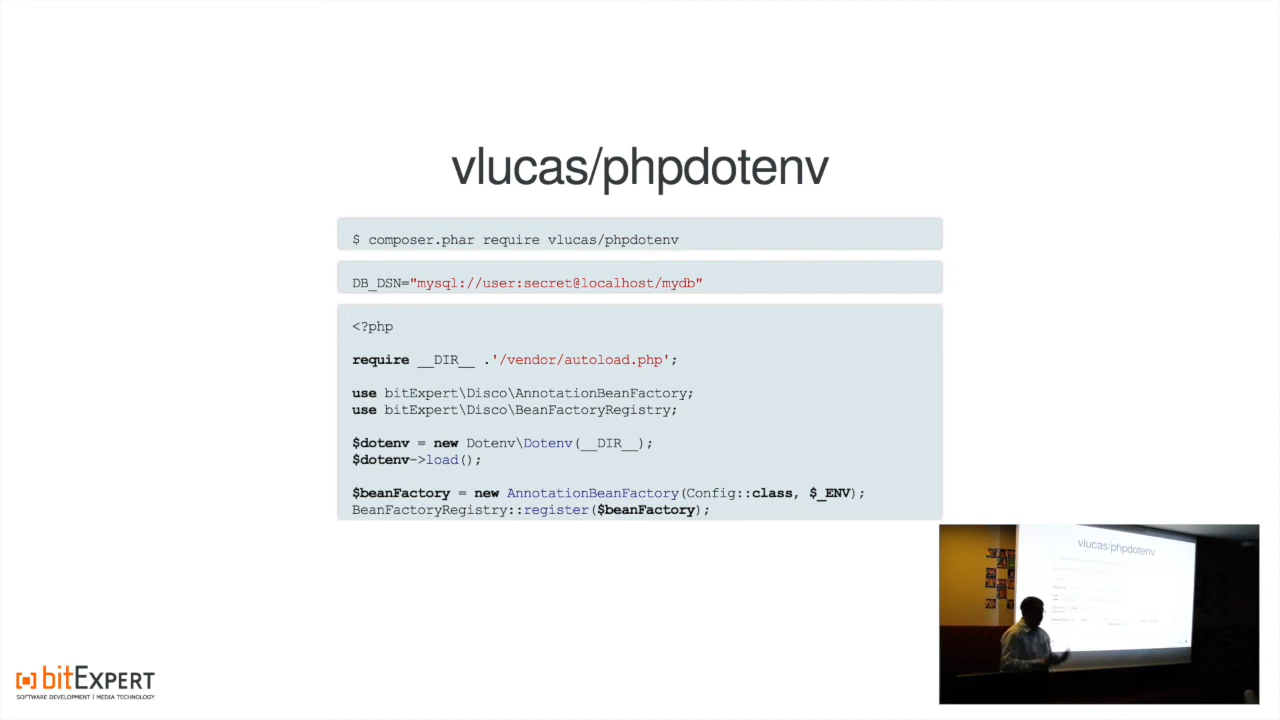 vlucas/phpdotenv
$ composer.phar require vlucas/phpdotenv
DB_DSN="mysql://user:secret@localhost/mydb"
<?php
require __DIR__ .'/vendor/autoload.php';
use bitExpert\Disco\AnnotationBeanFactory;
use bitExpert\Disco\BeanFactoryRegistry;
$dotenv = new Dotenv\Dotenv(__DIR__);
$dotenv->load();
$beanFactory = new AnnotationBeanFactory(Config::class, $_ENV);
BeanFactoryRegistry::register($beanFactory);
vlucas/phpdotenv
bitExpert
SOFTWARE DEVELOPMENT | MEDIA TECHNOLOGY